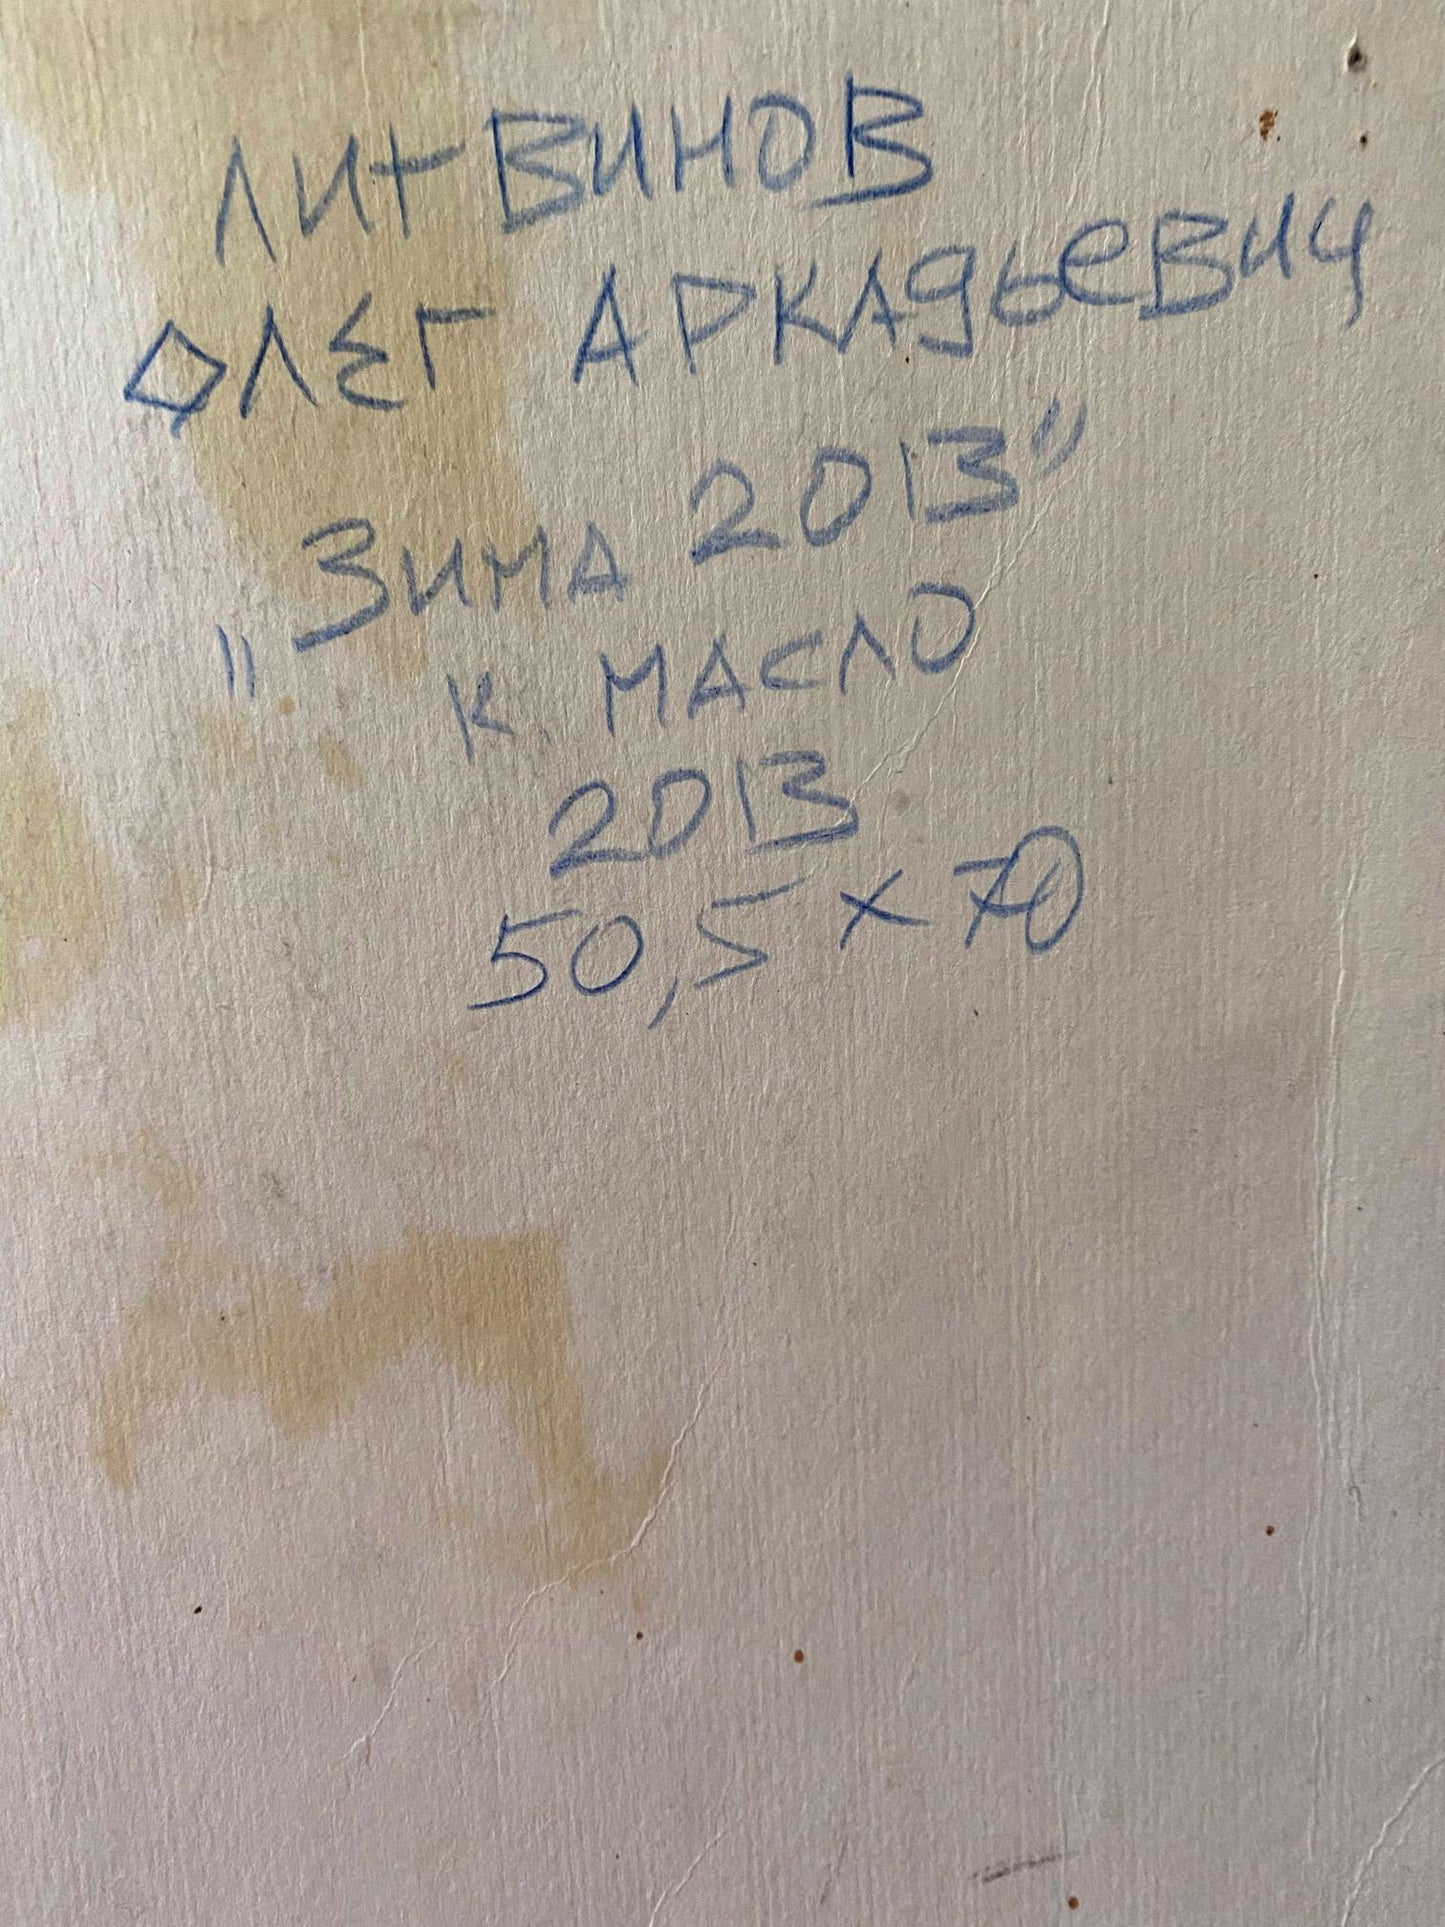 ЛИТВИНОВ
ОЛЕГ АРКАДЬЕВИЧ
"ЗИМА 2013"
К. МАСЛО
2013
50,5 х 70